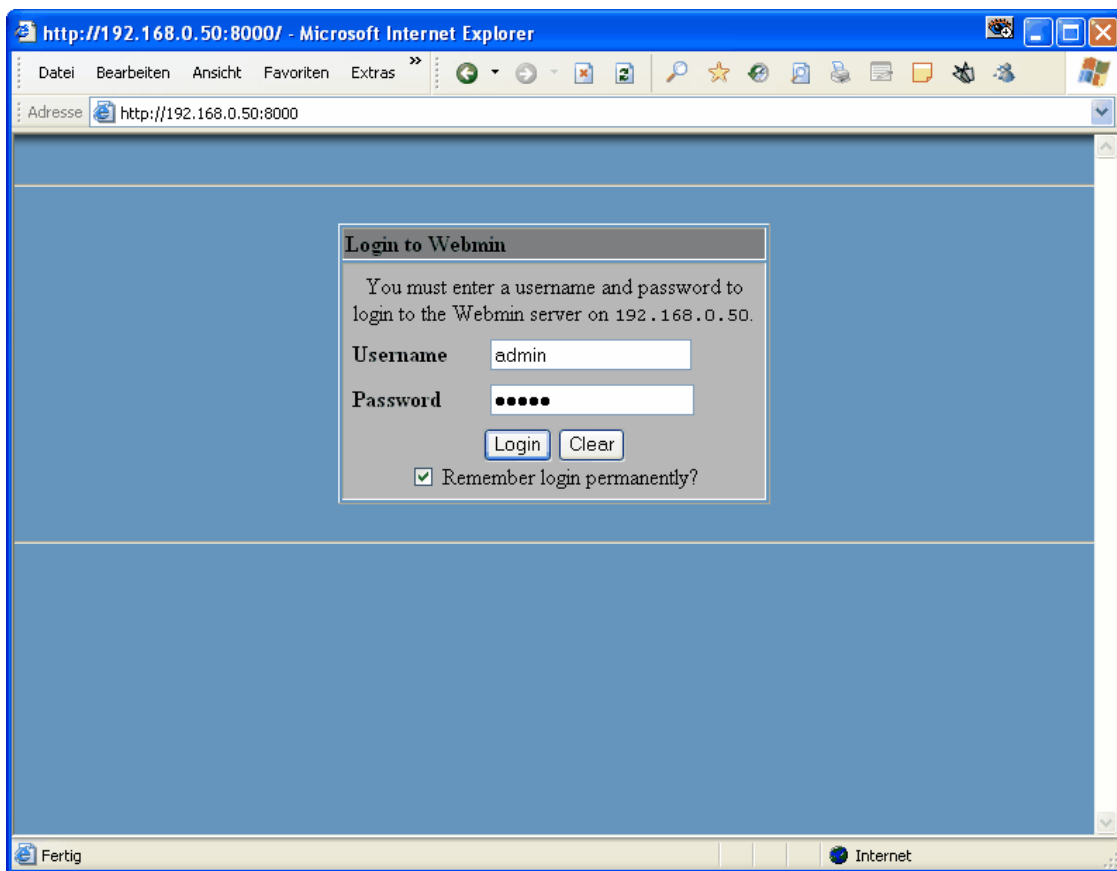 http://192.168.0.50:8000/ - Microsoft Internet Explorer
Datei Bearbeiten Ansicht Favoriten Extras »
Adresse http://192.168.0.50:8000
Login to Webmin
You must enter a username and password to
login to the Webmin server on 192.168.0.50.
Username admin
Password •••••
Login Clear
Remember login permanently?
Fertig Internet